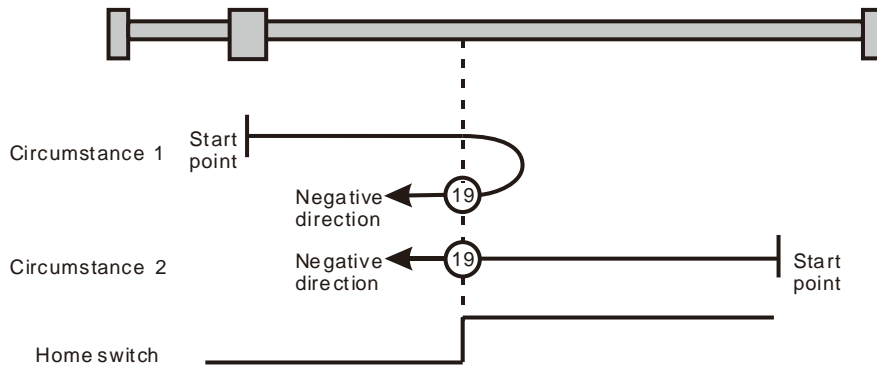 Circumstance 1
Start
point
19
Negative
direction
Circumstance 2
Negative
direction
19
Start
point
Home switch